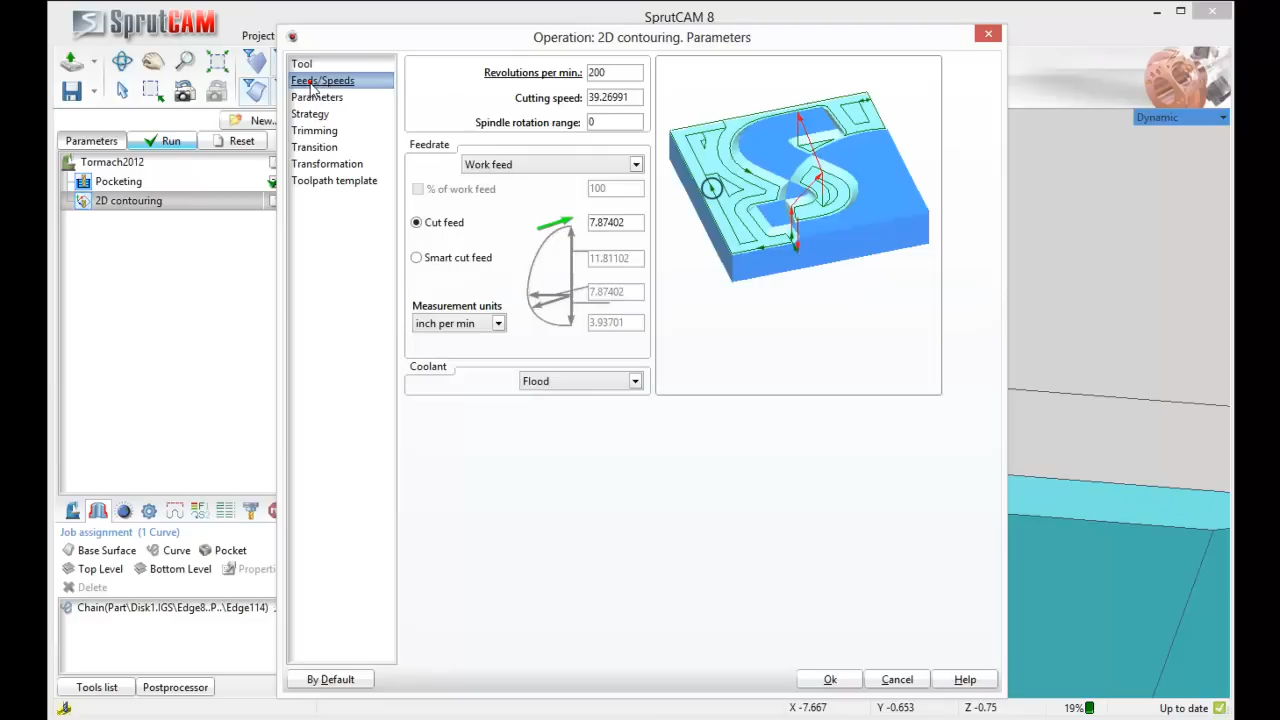 SprutCAM 8
SprutCAM
Project
Operation: 2D contouring. Parameters
New...
Parameters
Run
Reset
Tormach2012
Pocketing
2D contouring
Tool
Feeds/Speeds
Parameters
Strategy
Trimming
Transition
Transformation
Toolpath template
Revolutions per min.: 200
Cutting speed: 39.26991
Spindle rotation range: 0
Feedrate
Work feed
% of work feed 100
Cut feed 7.87402
Smart cut feed 11.81102
7.87402
Measurement units
inch per min
3.93701
Coolant
Flood
Dynamic
Job assignment (1 Curve)
Base Surface
Curve
Pocket
Top Level
Bottom Level
Properti
Delete
Chain(Part\Disk1.IGS\Edge8..P..\Edge114)
Tools list
Postprocessor
By Default
Ok
Cancel
Help
X -7.667
Y -0.653
Z -0.75
19%
Up to date